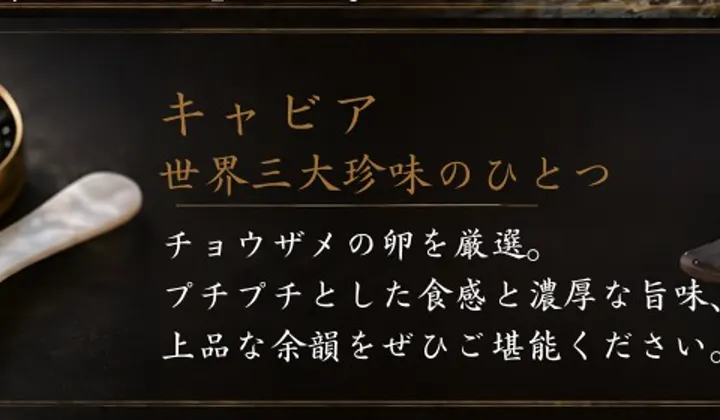 キャビア
世界三大珍味のひとつ
チョウザメの卵を厳選。
プチプチとした食感と濃厚な旨味、
上品な余韻をぜひご堪能ください。